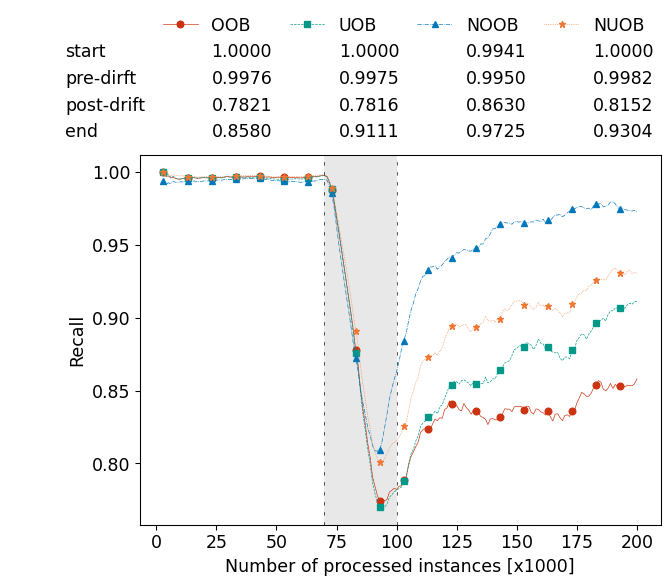 OOB UOB NOOB NUOB
start 1.0000 1.0000 0.9941 1.0000
pre-dirft 0.9976 0.9975 0.9950 0.9982
post-drift 0.7821 0.7816 0.8630 0.8152
end 0.8580 0.9111 0.9725 0.9304
1.00
0.95
0.90
0.85
0.80
Recall
0 25 50 75 100 125 150 175 200
Number of processed instances [x1000]